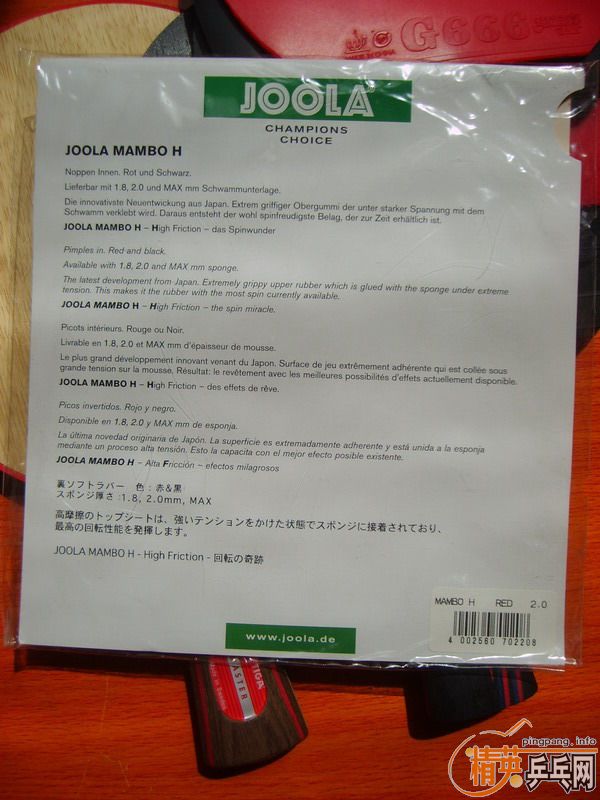 G666
JOOLA
CHAMPIONS
CHOICE
JOOLA MAMBO H
Noppen Innen. Rot und Schwarz.
Lieferbar mit 1.8, 2.0 und MAX mm Schwammunterlage.
Die innovativste Neuentwicklung aus Japan. Extrem griffiger Obergummi der unter starker Spannung mit dem
Schwamm verklebt wird. Daraus entsteht der wohl spinfreudigste Belag, der zur Zeit erhältlich ist.
JOOLA MAMBO H – High Friction – das Spinwunder
Pimples in. Red and black.
Available with 1.8, 2.0 and MAX mm sponge.
The latest development from Japan. Extremely grippy upper rubber which is glued with the sponge under extreme
tension. This makes it the rubber with the most spin currently available.
JOOLA MAMBO H – High Friction – the spin miracle.
Picots intérieurs. Rouge ou Noir.
Livrable en 1.8, 2.0 et MAX mm d'épaisseur de mousse.
Le plus grand développement innovant venant du Japon. Surface de jeu extrêmement adhérente qui est collée sous
grande tension sur la mousse. Résultat: le revêtement avec les meilleures possibilités d'effets actuellement disponible.
JOOLA MAMBO H – High Friction – des effets de rêve.
Picos invertidos. Rojo y negro.
Disponible en 1.8, 2.0 y MAX mm de esponja.
La última novedad originaria de Japón. La superficie es extremadamente adherente y está unida a la esponja
mediante un proceso alta tensión. Esto la capacita con el mejor efecto posible existente.
JOOLA MAMBO H – Alta Fricción – efectos milagrosos
裏ソフトラバー 色:赤&黒
スポンジ厚さ:1.8, 2.0mm, MAX
高摩擦のトップシートは、強いテンションをかけた状態でスポンジに接着されており、
最高の回転性能を発揮します。
JOOLA MAMBO H - High Friction - 回転の奇跡
MAMBO H RED 2.0
4 002560 702208
www.joola.de
STIGA
MASTER
pingpang.info
精英乒乓网